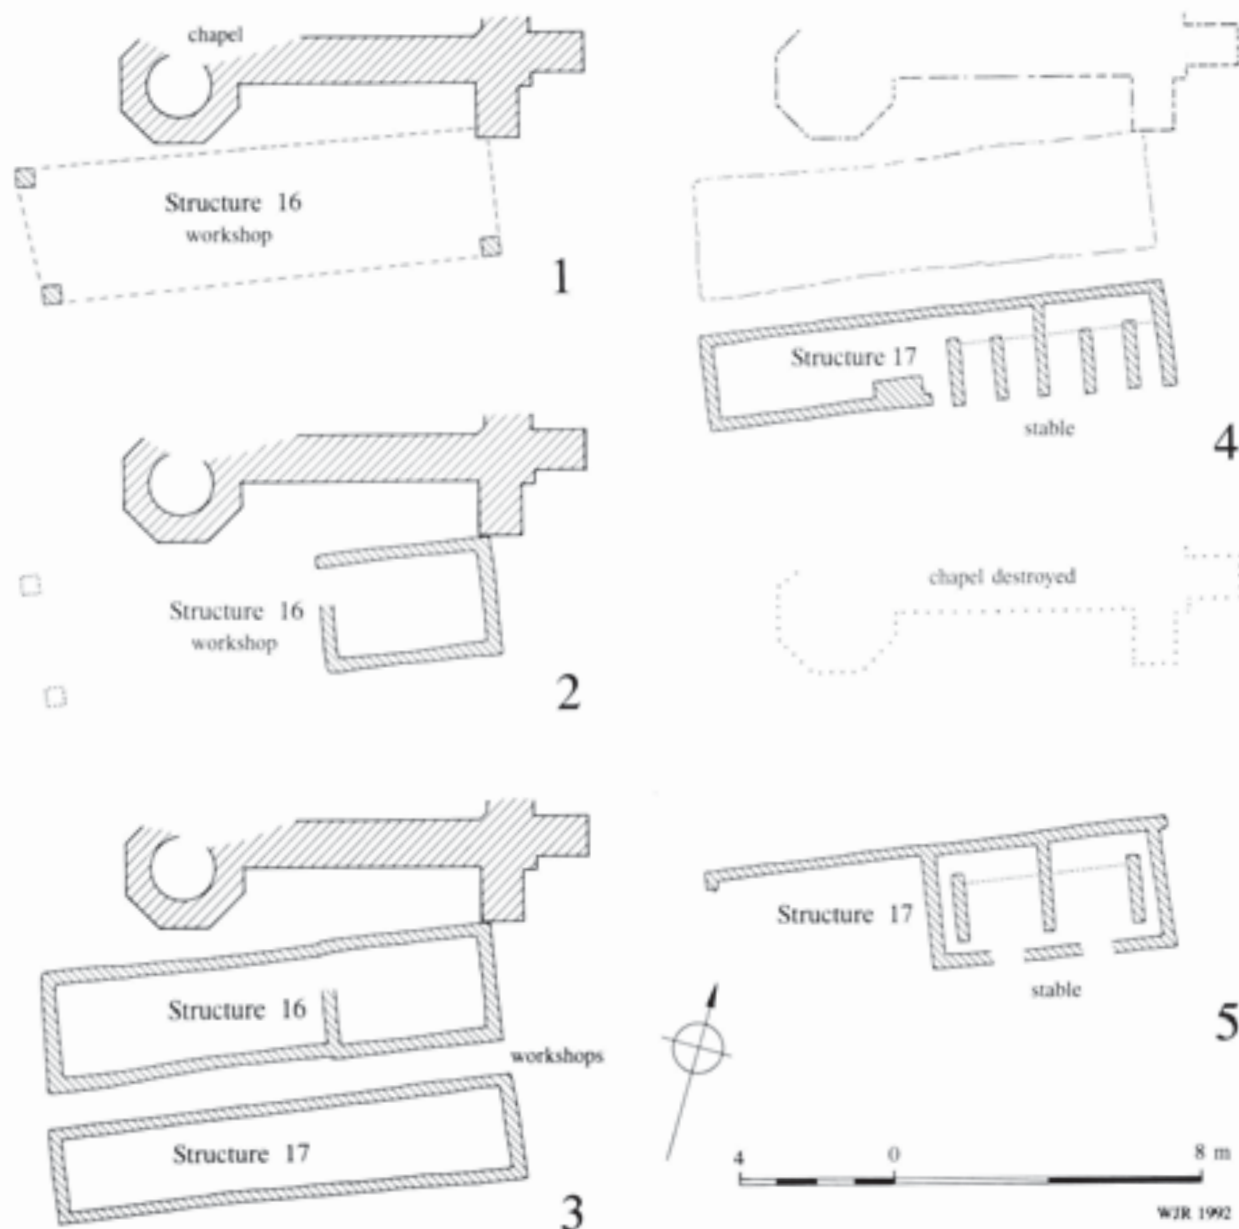 chapel
Structure 16
workshop
1
Structure 16
workshop
2
Structure 16
workshops
Structure 17
3
Structure 17
stable
4
chapel destroyed
Structure 17
stable
5
4 0 8 m
WJR 1992